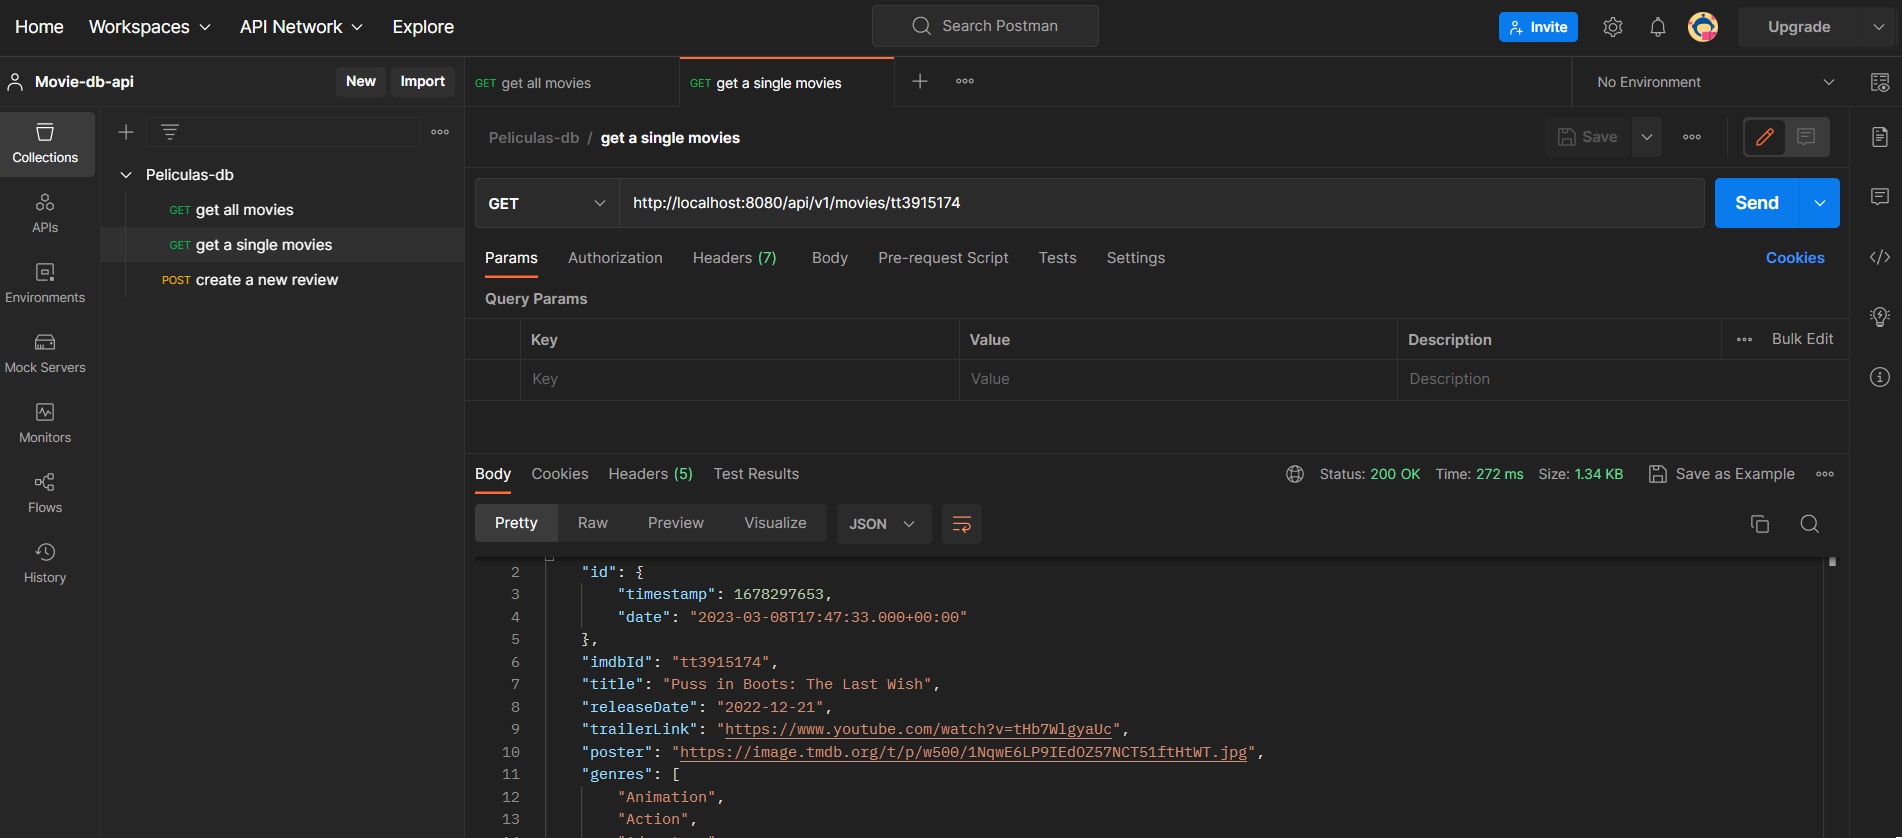 Home Workspaces API Network Explore Search Postman Invite Upgrade
Movie-db-api New Import GET get all movies GET get a single movies No Environment
Collections
APIs
Environments
Mock Servers
Monitors
Flows
History
Peliculas-db
GET get all movies
GET get a single movies
POST create a new review
Peliculas-db / get a single movies Save
GET http://localhost:8080/api/v1/movies/tt3915174 Send
Params Authorization Headers (7) Body Pre-request Script Tests Settings Cookies
Query Params
Key Value Description Bulk Edit
Key Value Description
Body Cookies Headers (5) Test Results Status: 200 OK Time: 272 ms Size: 1.34 KB Save as Example
Pretty Raw Preview Visualize JSON
2 "id": {
3 "timestamp": 1678297653,
4 "date": "2023-03-08T17:47:33.000+00:00"
5 },
6 "imdbId": "tt3915174",
7 "title": "Puss in Boots: The Last Wish",
8 "releaseDate": "2022-12-21",
9 "trailerLink": "https://www.youtube.com/watch?v=tHb7WlgyaUc",
10 "poster": "https://image.tmdb.org/t/p/w500/1NqwE6LP9IEdOZ57NCT51ftHtWT.jpg",
11 "genres": [
12 "Animation",
13 "Action",